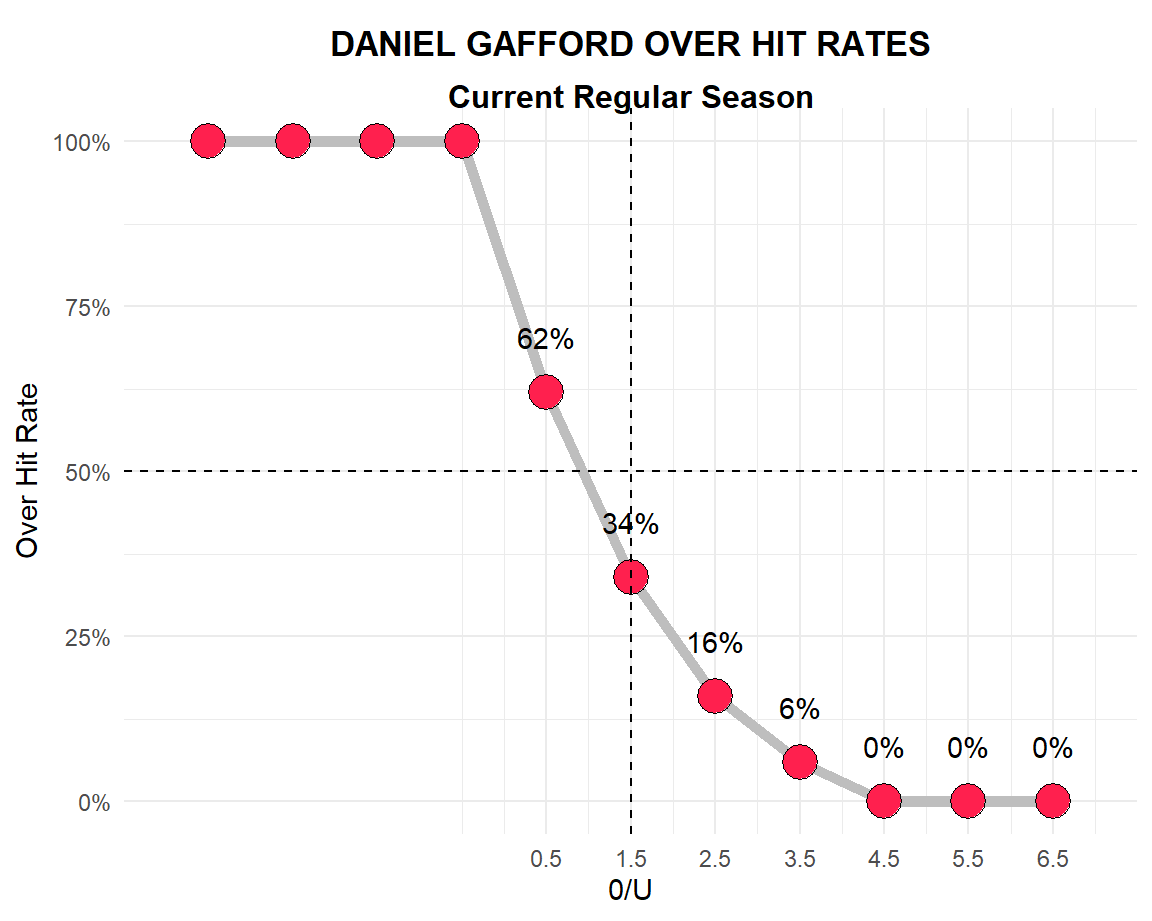 DANIEL GAFFORD OVER HIT RATES
Current Regular Season
100%
75%
62%
50%
34%
25%
16%
6%
0% 0% 0%
0%
0.5 1.5 2.5 3.5 4.5 5.5 6.5
0/U
Over Hit Rate